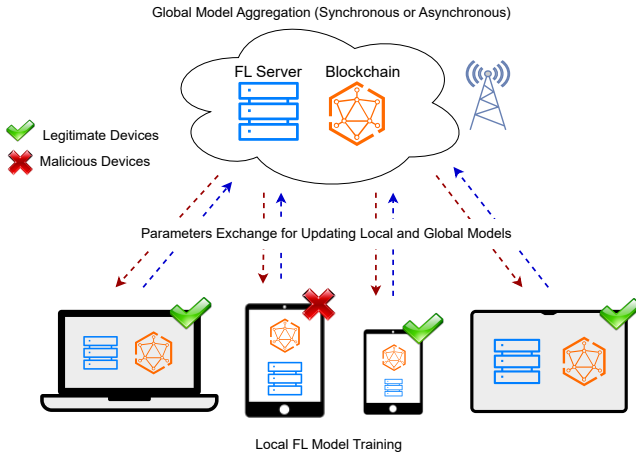 Global Model Aggregation (Synchronous or Asynchronous)
FL Server
Blockchain
Legitimate Devices
Malicious Devices
Parameters Exchange for Updating Local and Global Models
Local FL Model Training